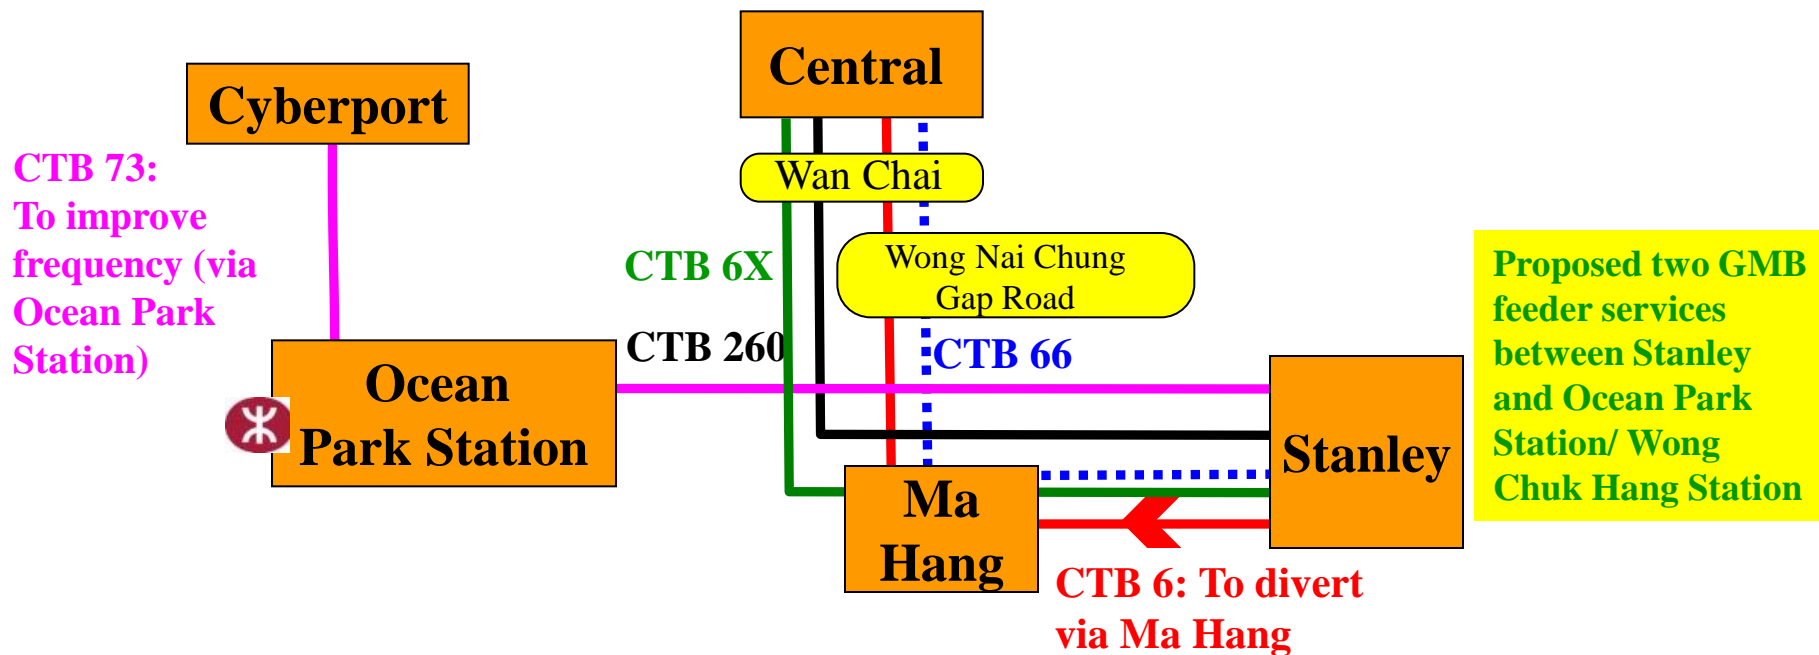 Central
Cyberport
CTB 73:
To improve
frequency (via
Ocean Park
Station)
Wan Chai
CTB 6X
Wong Nai Chung
Gap Road
CTB 260
CTB 66
Ocean
Park Station
Stanley
Ma
Hang
CTB 6: To divert
via Ma Hang
Proposed two GMB
feeder services
between Stanley
and Ocean Park
Station/ Wong
Chuk Hang Station